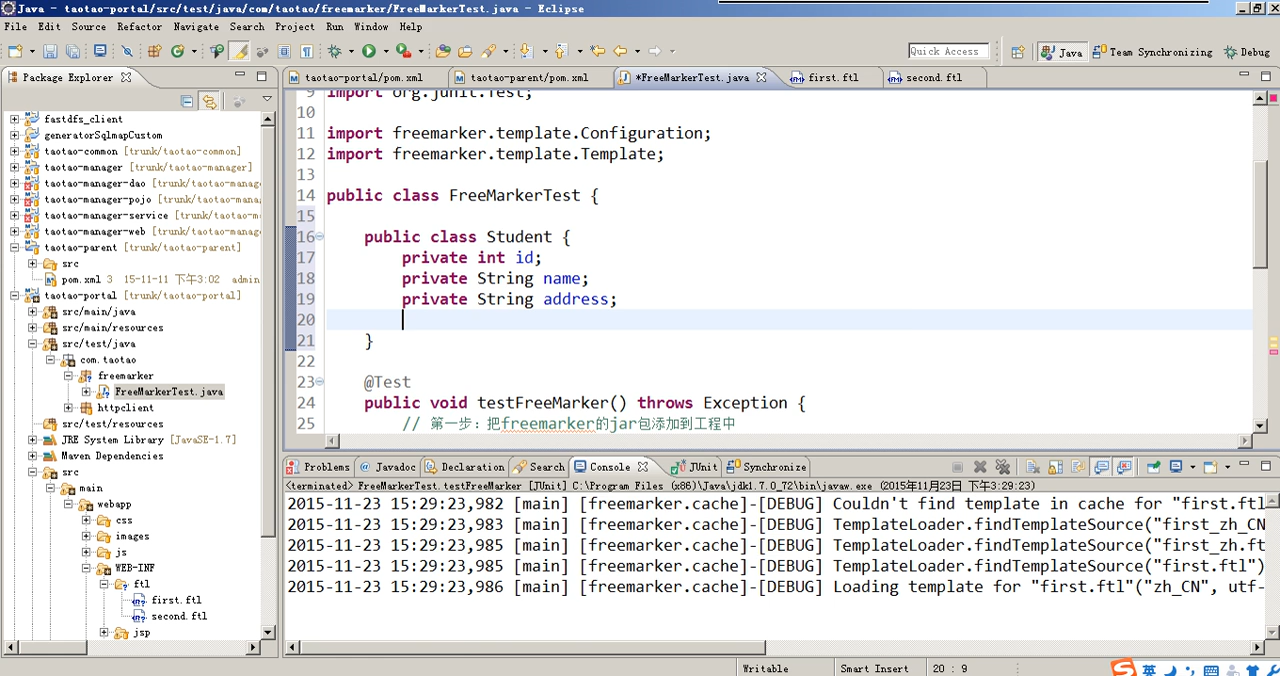 Java - taotao-portal/src/test/java/com/taotao/freemarker/FreeMarkerTest.java - Eclipse
File Edit Source Refactor Navigate Search Project Run Window Help
Quick Access Java Team Synchronizing Debug
Package Explorer
fastdfs_client
generatorSqlmapCustom
taotao-common [trunk/taotao-common]
taotao-manager [trunk/taotao-manager]
taotao-manager-dao [trunk/taotao-manage
taotao-manager-pojo [trunk/taotao-mana
taotao-manager-service [trunk/taotao-m
taotao-manager-web [trunk/taotao-manage
taotao-parent [trunk/taotao-parent]
src
pom.xml 3 15-11-11 下午3:02 admin
taotao-portal [trunk/taotao-portal]
src/main/java
src/main/resources
src/test/java
com.taotao
freemarker
FreeMarkerTest.java
httpclient
src/test/resources
JRE System Library [JavaSE-1.7]
Maven Dependencies
src
main
webapp
css
images
js
WEB-INF
ftl
first.ftl
second.ftl
jsp
taotao-portal/pom.xml taotao-parent/pom.xml *FreeMarkerTest.java first.ftl second.ftl
9 import org.junit.Test;
10
11 import freemarker.template.Configuration;
12 import freemarker.template.Template;
13
14 public class FreeMarkerTest {
15
16 public class Student {
17 private int id;
18 private String name;
19 private String address;
20
21 }
22
23 @Test
24 public void testFreeMarker() throws Exception {
25 // 第一步：把freemarker的jar包添加到工程中
Problems Javadoc Declaration Search Console JUnit Synchronize
<terminated> FreeMarkerTest.testFreeMarker [JUnit] C:\Program Files (x86)\Java\jdk1.7.0_72\bin\javaw.exe (2015年11月23日 下午3:29:23)
2015-11-23 15:29:23,982 [main] [freemarker.cache]-[DEBUG] Couldn't find template in cache for "first.ftl
2015-11-23 15:29:23,983 [main] [freemarker.cache]-[DEBUG] TemplateLoader.findTemplateSource("first_zh_CN
2015-11-23 15:29:23,985 [main] [freemarker.cache]-[DEBUG] TemplateLoader.findTemplateSource("first_zh.ft
2015-11-23 15:29:23,985 [main] [freemarker.cache]-[DEBUG] TemplateLoader.findTemplateSource("first.ftl")
2015-11-23 15:29:23,986 [main] [freemarker.cache]-[DEBUG] Loading template for "first.ftl"("zh_CN", utf-
Writable Smart Insert 20 : 9
英